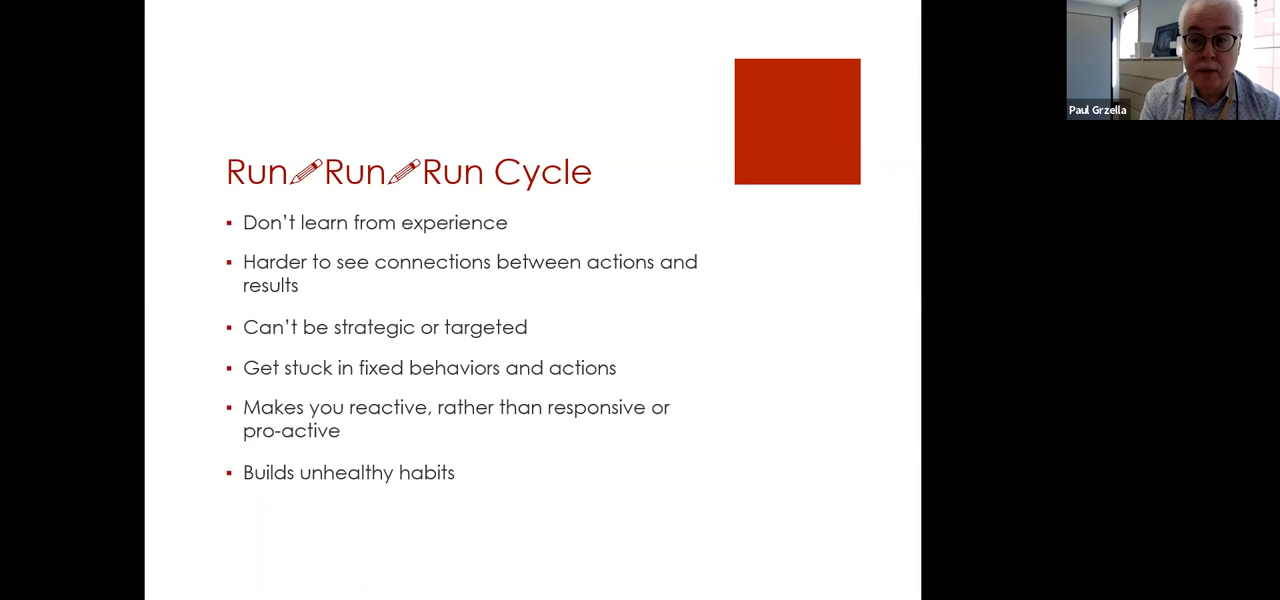 Run✏Run✏Run Cycle
▪ Don’t learn from experience
▪ Harder to see connections between actions and
results
▪ Can’t be strategic or targeted
▪ Get stuck in fixed behaviors and actions
▪ Makes you reactive, rather than responsive or
pro-active
▪ Builds unhealthy habits
Paul Grzella